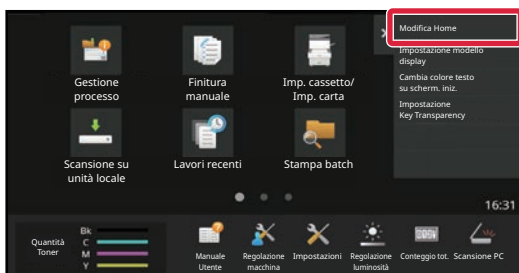 Modifica Home
Impostazione modello
display
Cambia colore testo
su scherm. iniz.
Impostazione
Key Transparency
Gestione
processo
Finitura
manuale
Imp. cassetto/
Imp. carta
Scansione su
unità locale
Lavori recenti
Stampa batch
16:31
Quantità
Toner
Bk
C
M
Y
Manuale
Utente
Regolazione
macchina
Impostazioni
Regolazione
luminosità
Conteggio tot.
Scansione PC